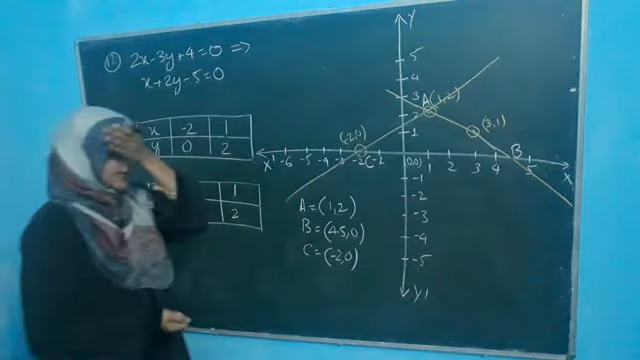 (12) 2x-3y+4=0 =>
x+2y-5=0
x -2 1
y 0 2
1
2
A=(1,2)
B=(4.5,0)
C=(-2,0)
Y
5
4
3
2
1
A(1,2)
(3,1)
(-2,0)
B
X' -6 -5 -4 -3 -2 C -1 (0,0) 1 2 3 4 5 X
-1
-2
-3
-4
-5
Y'